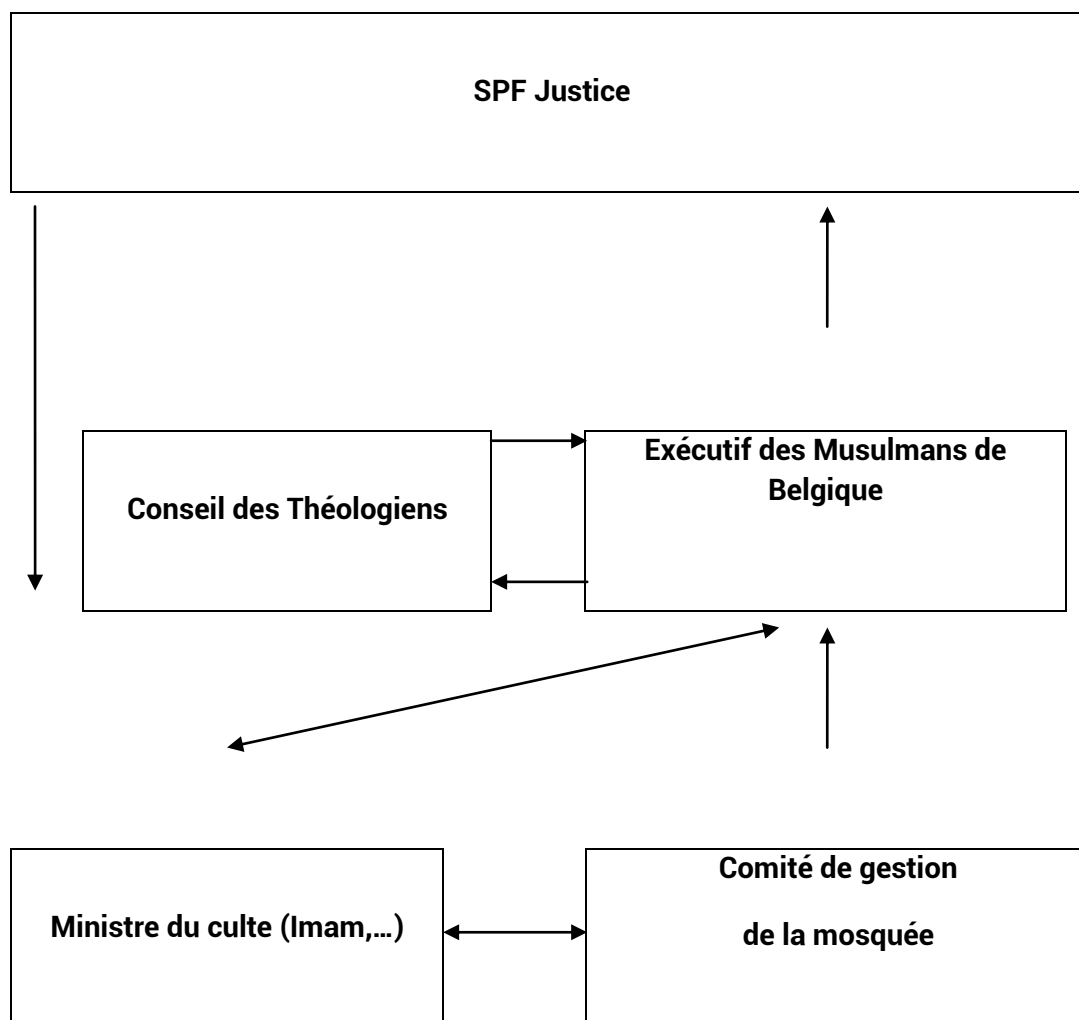 SPF Justice
Conseil des Théologiens
Exécutif des Musulmans de
Belgique
Ministre du culte (Imam,…)
Comité de gestion
de la mosquée